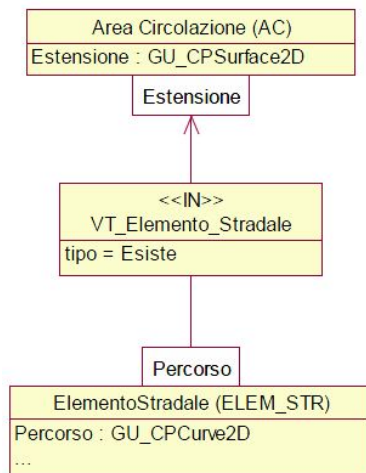 Area Circolazione (AC)
Estensione : GU_CPSurface2D
Estensione
<<IN>>
VT_Elemento_Stradale
tipo = Esiste
Percorso
ElementoStradale (ELEM_STR)
Percorso : GU_CPCurve2D
...